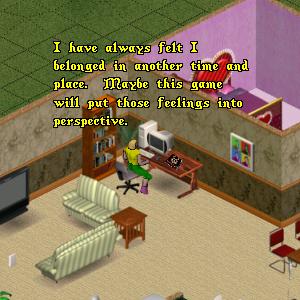 I have always felt I
belonged in another time and
place. Maybe this game
will put those feelings into
perspective.